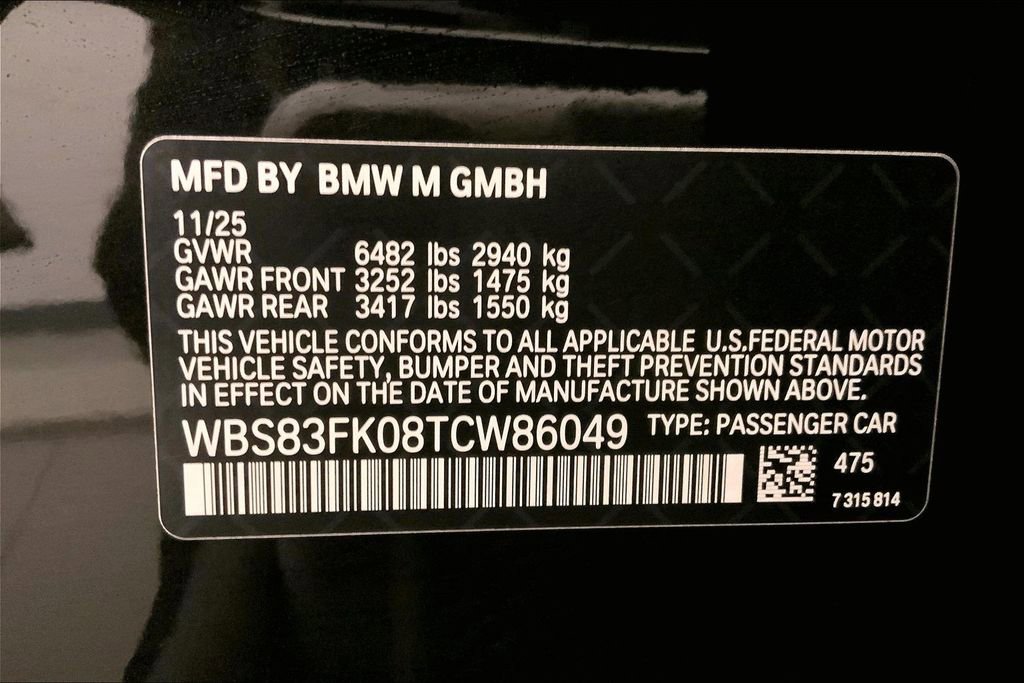 MFD BY BMW M GMBH
11/25
GVWR 6482 lbs 2940 kg
GAWR FRONT 3252 lbs 1475 kg
GAWR REAR 3417 lbs 1550 kg
THIS VEHICLE CONFORMS TO ALL APPLICABLE U.S.FEDERAL MOTOR
VEHICLE SAFETY, BUMPER AND THEFT PREVENTION STANDARDS
IN EFFECT ON THE DATE OF MANUFACTURE SHOWN ABOVE.
WBS83FK08TCW86049 TYPE: PASSENGER CAR
475
7 315 814